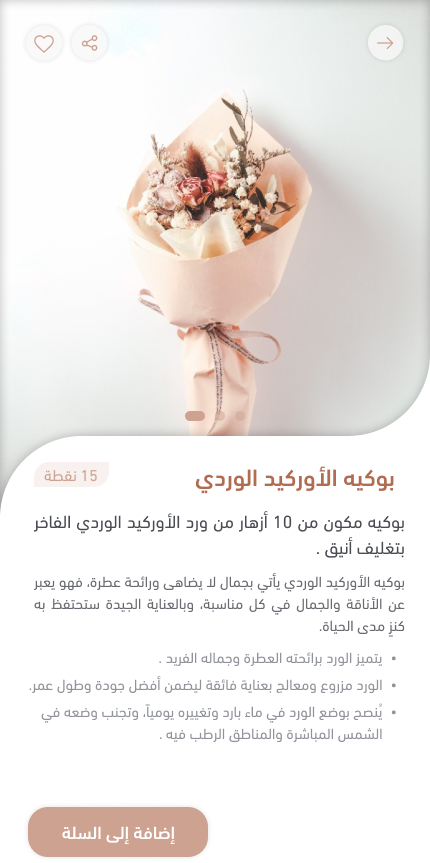 بوكيه الأوركيد الوردي
15 نقطة
بوكيه مكون من 10 أزهار من ورد الأوركيد الوردي الفاخر
بتغليف أنيق .
بوكيه الأوركيد الوردي يأتي بجمال لا يضاهى ورائحة عطرة، فهو يعبر
عن الأناقة والجمال في كل مناسبة، وبالعناية الجيدة ستحتفظ به
كنزِ مدى الحياة.
• يتميز الورد برائحته العطرة وجماله الفريد .
• الورد مزروع ومعالج بعناية فائقة ليضمن أفضل جودة وطول عمر.
• يُنصح بوضع الورد في ماء بارد وتغييره يومياً، وتجنب وضعه في
الشمس المباشرة والمناطق الرطب فيه .
إضافة إلى السلة